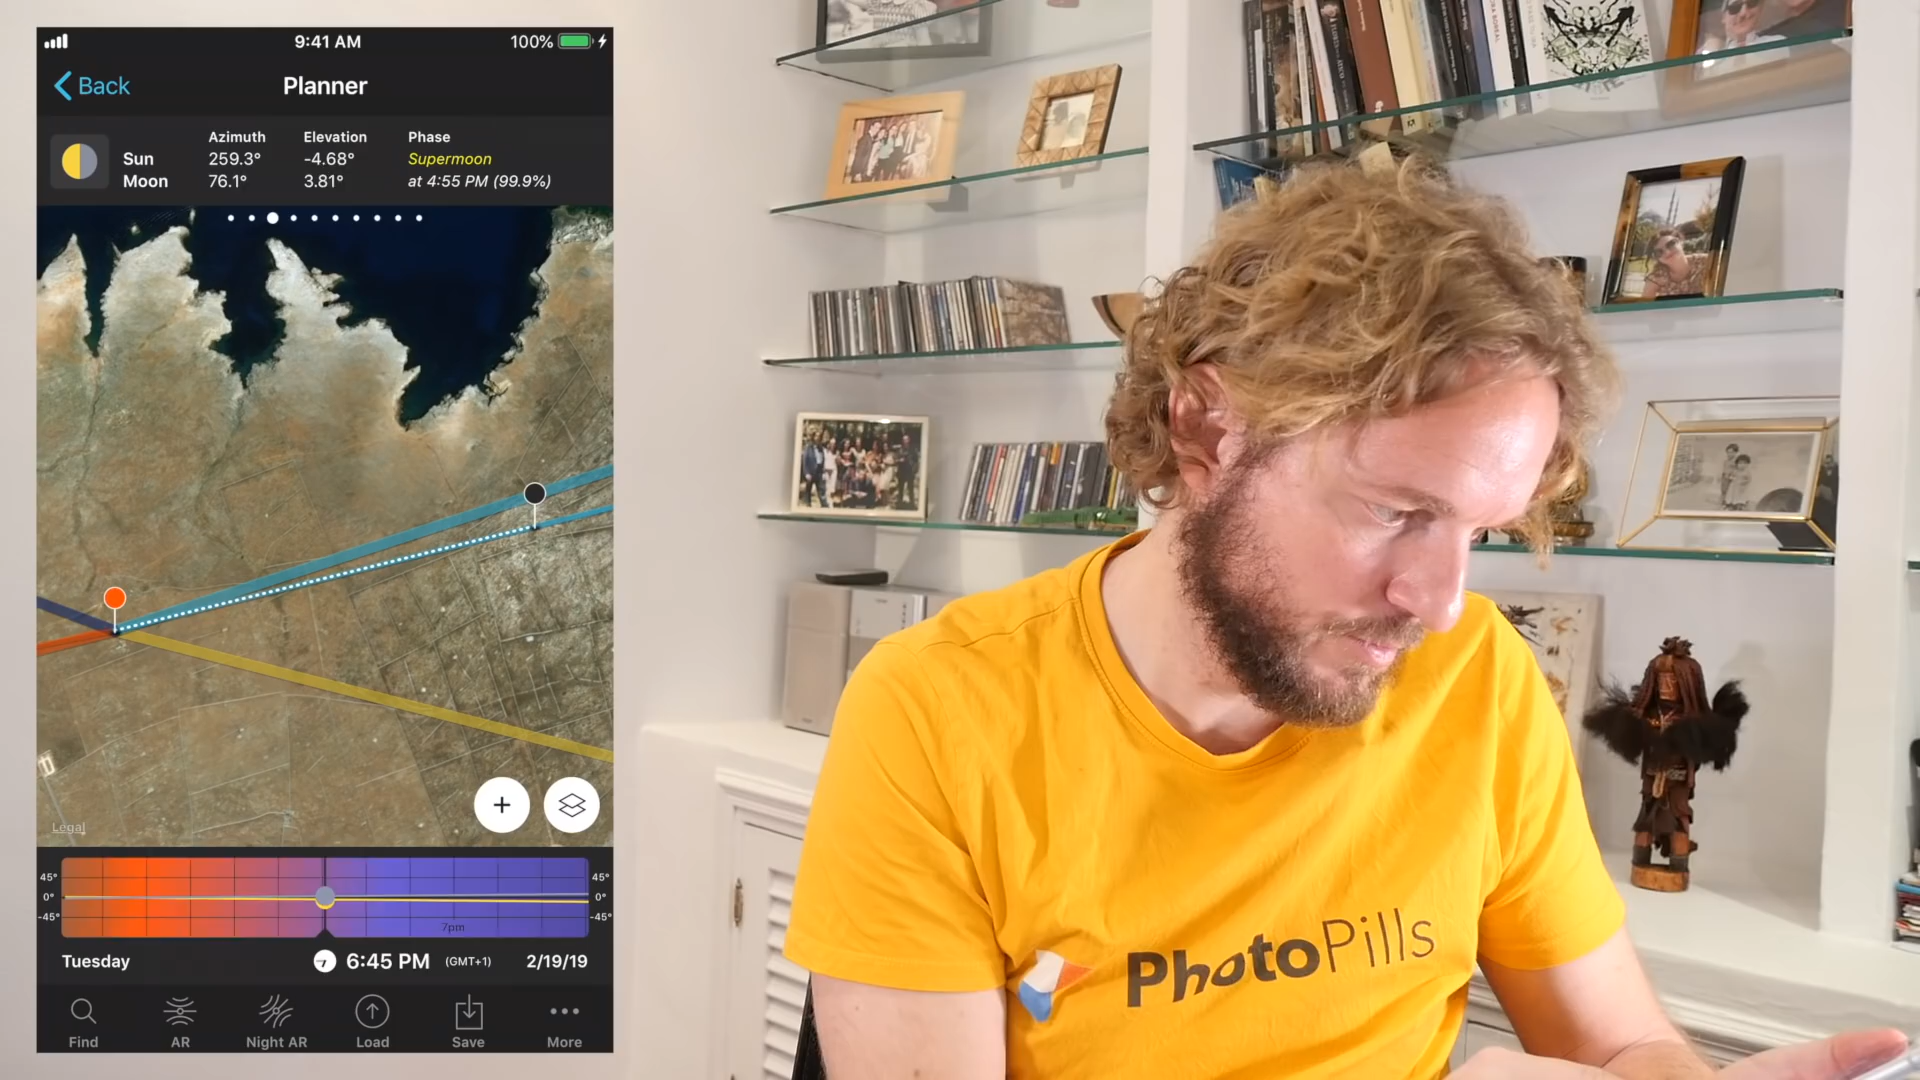 9:41 AM
100%
Back
Planner
Azimuth Elevation Phase
Sun 259.3° -4.68° Supermoon
Moon 76.1° 3.81° at 4:55 PM (99.9%)
Legal
45° 45°
0° 0°
-45° -45°
7pm
Tuesday 6:45 PM (GMT+1) 2/19/19
Find AR Night AR Load Save More
PhotoPills